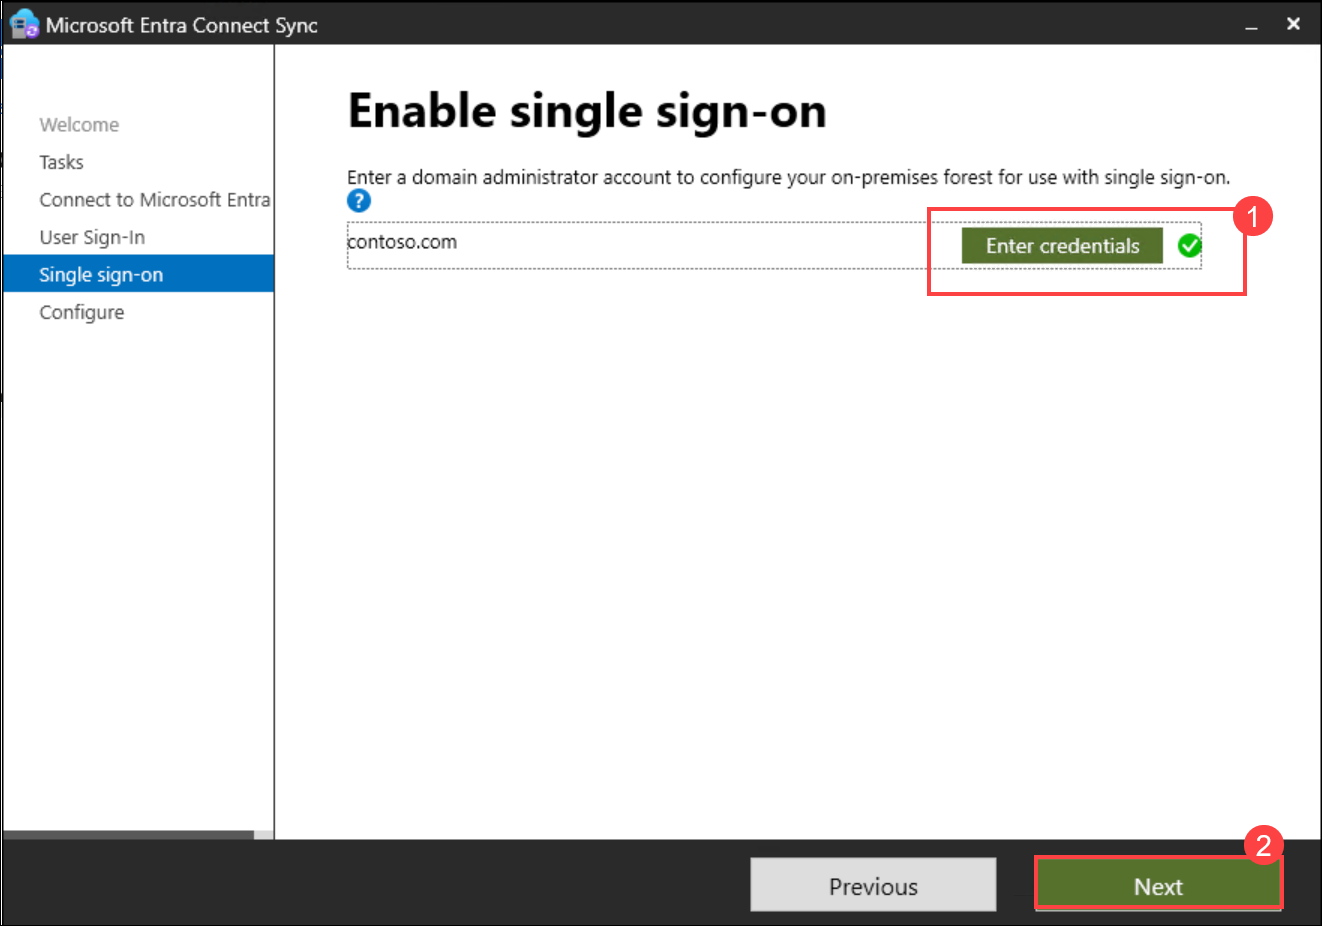 Microsoft Entra Connect Sync
Welcome
Tasks
Connect to Microsoft Entra
User Sign-In
Single sign-on
Configure
Enable single sign-on
Enter a domain administrator account to configure your on-premises forest for use with single sign-on.
?
contoso.com
Enter credentials
1
Previous
Next
2